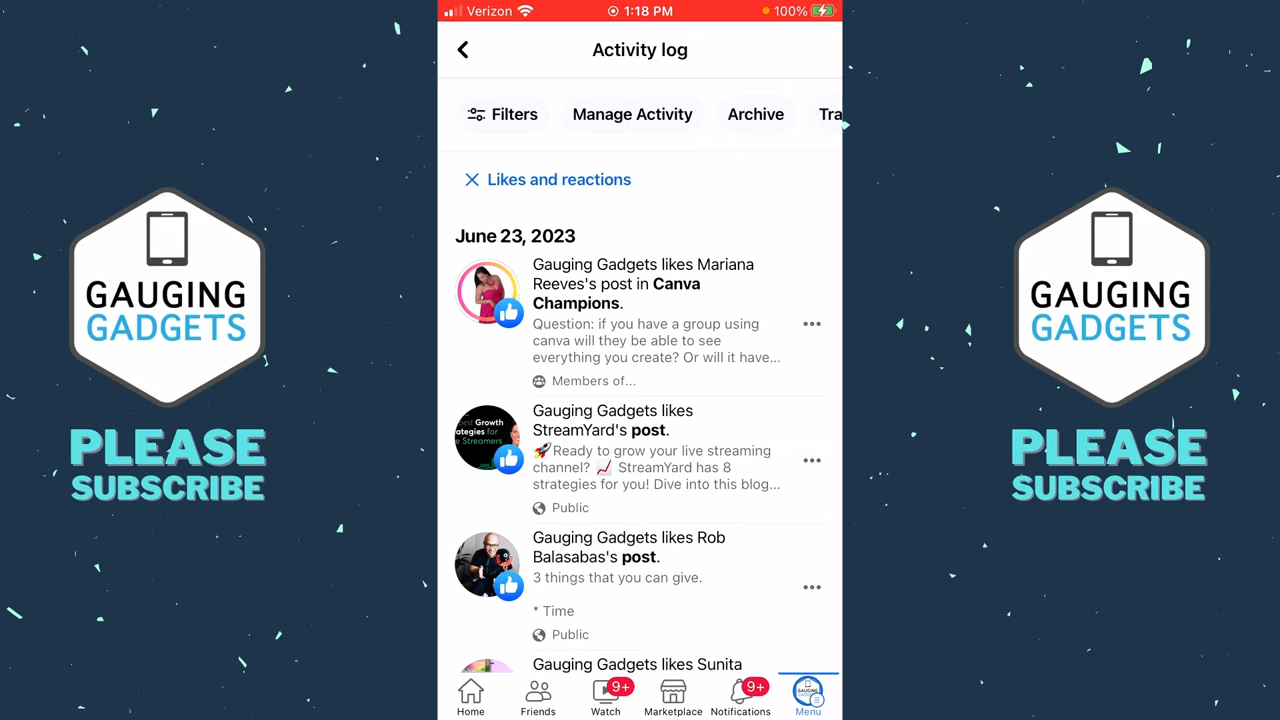 Verizon 1:18 PM 100%
Activity log
Filters Manage Activity Archive Tra
Likes and reactions
June 23, 2023
Gauging Gadgets likes Mariana
Reeves's post in Canva
Champions.
Question: if you have a group using
canva will they be able to see
everything you create? Or will it have...
Members of...
Gauging Gadgets likes
StreamYard's post.
🚀Ready to grow your live streaming
channel? 📈 StreamYard has 8
strategies for you! Dive into this blog...
Public
Gauging Gadgets likes Rob
Balasabas's post.
3 things that you can give.
* Time
Public
Gauging Gadgets likes Sunita
9+ 9+
Home Friends Watch Marketplace Notifications Menu
GAUGING
GADGETS
PLEASE
SUBSCRIBE
GAUGING
GADGETS
PLEASE
SUBSCRIBE